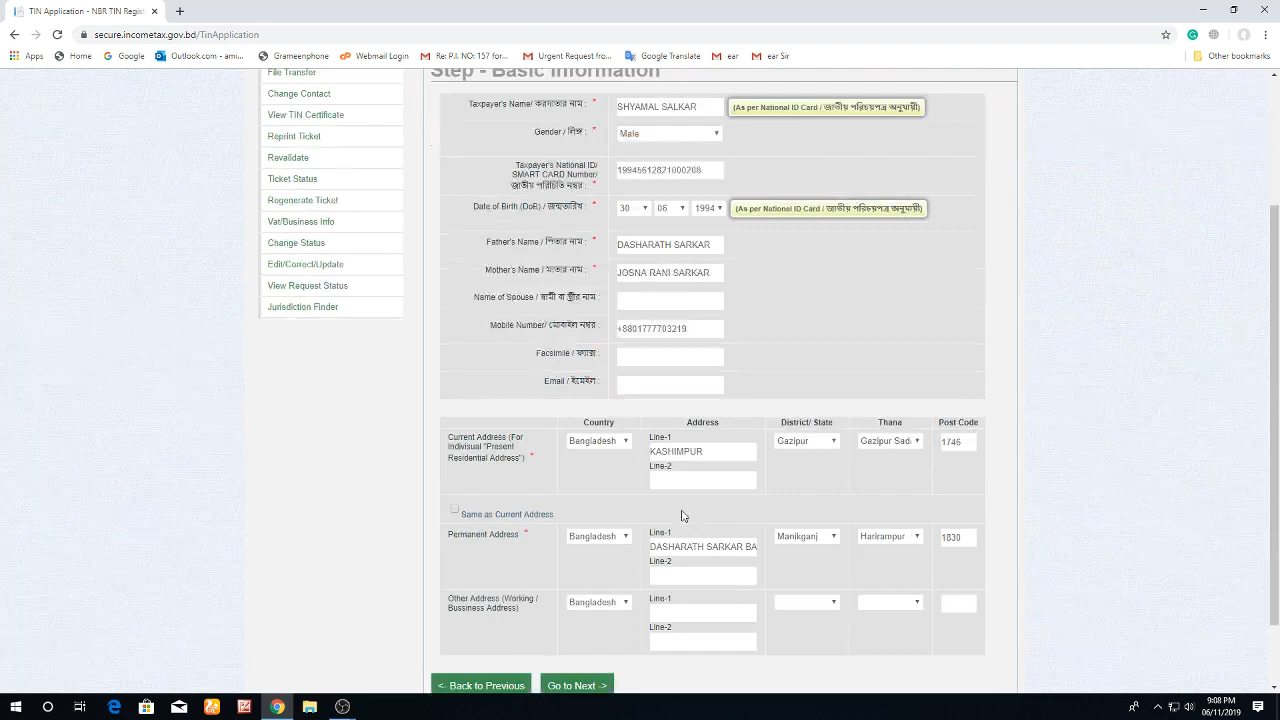 TIN Application - NBR - TIN Regist
secure.incometax.gov.bd/TinApplication
Apps Home Google Outlook.com - ... Grameenphone Webmail Login Re: P.I. NO: 157 for... Urgent Request fro... Google Translate ear ear Sir Other bookmarks
Step - Basic Information
File Transfer
Change Contact
View TIN Certificate
Reprint Ticket
Revalidate
Ticket Status
Regenerate Ticket
Vat/Business Info
Change Status
Edit/Correct/Update
View Request Status
Jurisdiction Finder
Taxpayer's Name/ করদাতার নাম : * SHYAMAL SALKAR (As per National ID Card / জাতীয় পরিচয়পত্র অনুযায়ী)
Gender / লিঙ্গ : * Male
Taxpayer's National ID/
SMART CARD Number/
জাতীয় পরিচিতি নম্বর : * 19945612821000208
Date of Birth (DoB) / জন্মতারিখ : * 30 06 1994 (As per National ID Card / জাতীয় পরিচয়পত্র অনুযায়ী)
Father's Name / পিতার নাম : * DASHARATH SARKAR
Mother's Name / মাতার নাম : * JOSNA RANI SARKAR
Name of Spouse / স্বামী বা স্ত্রীর নাম :
Mobile Number/ মোবাইল নম্বর : +8801777703219
Facsimile / ফ্যাক্স :
Email / ইমেইল :
Country Address District/ State Thana Post Code
Current Address (For
Indivisual "Present
Residential Address") * Bangladesh Line-1 Gazipur Gazipur Sad 1746
KASHIMPUR
Line-2
Same as Current Address
Permanent Address * Bangladesh Line-1 Manikganj Harirampur 1830
DASHARATH SARKAR BA
Line-2
Other Address (Working /
Bussiness Address) Bangladesh Line-1
Line-2
<- Back to Previous Go to Next ->
9:08 PM
06/11/2019